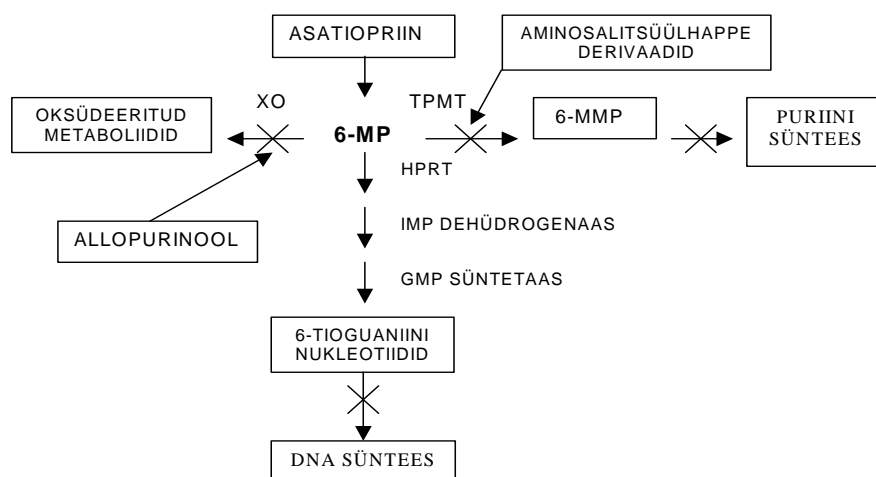 ASATIOPRIIN
AMINOSALITSÜÜLHAPPE
DERIVAADID
XO
TPMT
OKSÜDEERITUD
METABOLIIDID
6-MP
6-MMP
PURIINI
SÜNTEES
HPRT
ALLOPURINOOL
IMP DEHÜDROGENAAS
GMP SÜNTETAAS
6-TIOGUANIINI
NUKLEOTIIDID
DNA SÜNTEES